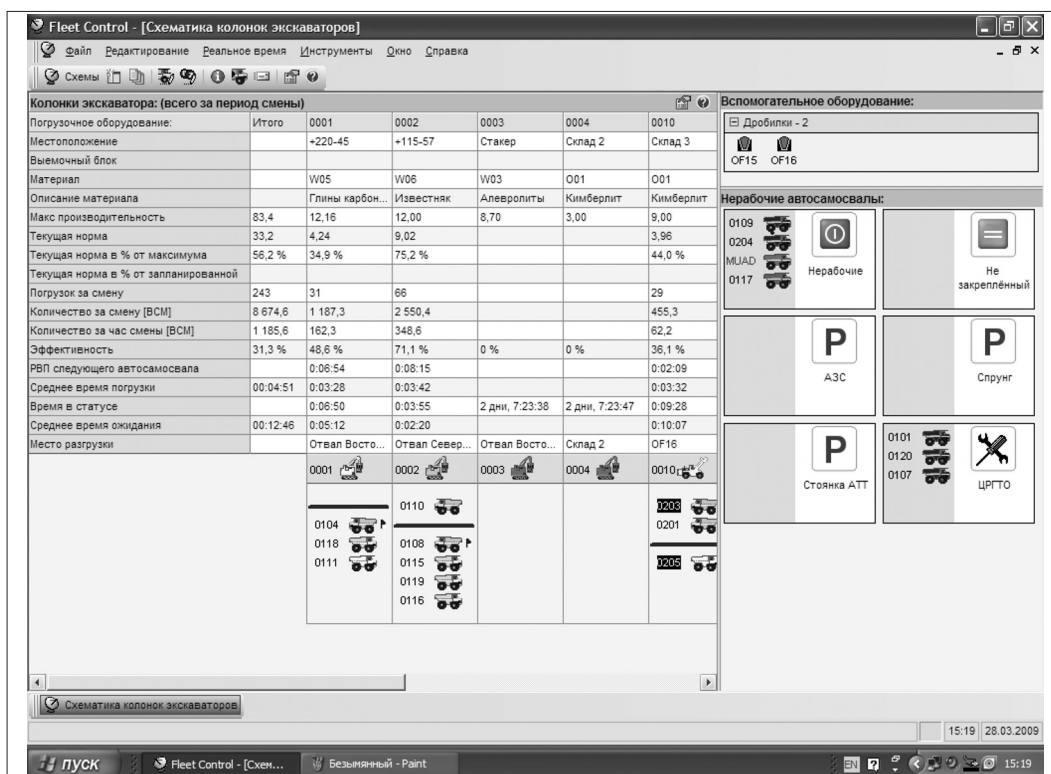 Fleet Control - [Схематика колонок экскаваторов]
Файл Редактирование Реальное время Инструменты Окно Справка
Схемы
Колонки экскаватора: (всего за период смены)
Погрузочное оборудование: Итого 0001 0002 0003 0004 0010
Местоположение +220-45 +115-57 Стакер Склад 2 Склад 3
Выемочный блок
Материал W05 W06 W03 O01 O01
Описание материала Глины карбон... Известняк Алевролиты Кимберлит Кимберлит
Макс производительность 83,4 12,16 12,00 8,70 3,00 9,00
Текущая норма 33,2 4,24 9,02 3,96
Текущая норма в % от максимума 56,2 % 34,9 % 75,2 % 44,0 %
Текущая норма в % от запланированной
Погрузок за смену 243 31 66 29
Количество за смену [BCM] 8 674,6 1 187,3 2 550,4 455,3
Количество за час смены [BCM] 1 185,6 162,3 348,6 62,2
Эффективность 31,3 % 48,6 % 71,1 % 0 % 0 % 36,1 %
РВП следующего автосамосвала 0:06:54 0:08:15 0:02:09
Среднее время погрузки 00:04:51 0:03:28 0:03:42 0:03:32
Время в статусе 0:06:50 0:03:55 2 дни, 7:23:38 2 дни, 7:23:47 0:09:28
Среднее время ожидания 00:12:46 0:05:12 0:02:20 0:10:07
Место разгрузки Отвал Восто... Отвал Север... Отвал Восто... Склад 2 OF16
0001 0002 0003 0004 0010
0110 0203
0104 0201
0118 0108
0111 0115 0205
0119
0116
Вспомогательное оборудование:
Дробилки - 2
OF15 OF16
Нерабочие автосамосвалы:
0109
0204
MUAD
0117
Нерабочие
Не
закреплённый
P
АЗС
P
Спрунг
P
Стоянка АТТ
0101
0120
0107
ЦРГТО
Схематика колонок экскаваторов
15:19 28.03.2009
пуск Fleet Control - [Схем... Безымянный - Paint EN 15:19